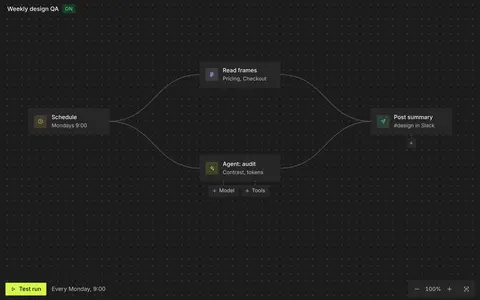 Weekly design QA ON
Read frames
Pricing, Checkout
Schedule
Mondays 9:00
Post summary
#design in Slack
+
Agent: audit
Contrast, tokens
+ Model + Tools
Test run Every Monday, 9:00
− 100% +